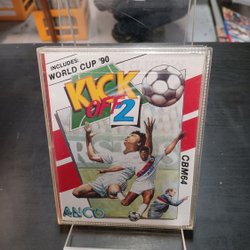 INCLUDES:
WORLD CUP '90
KICK
OFF 2
CBM64
ANCO